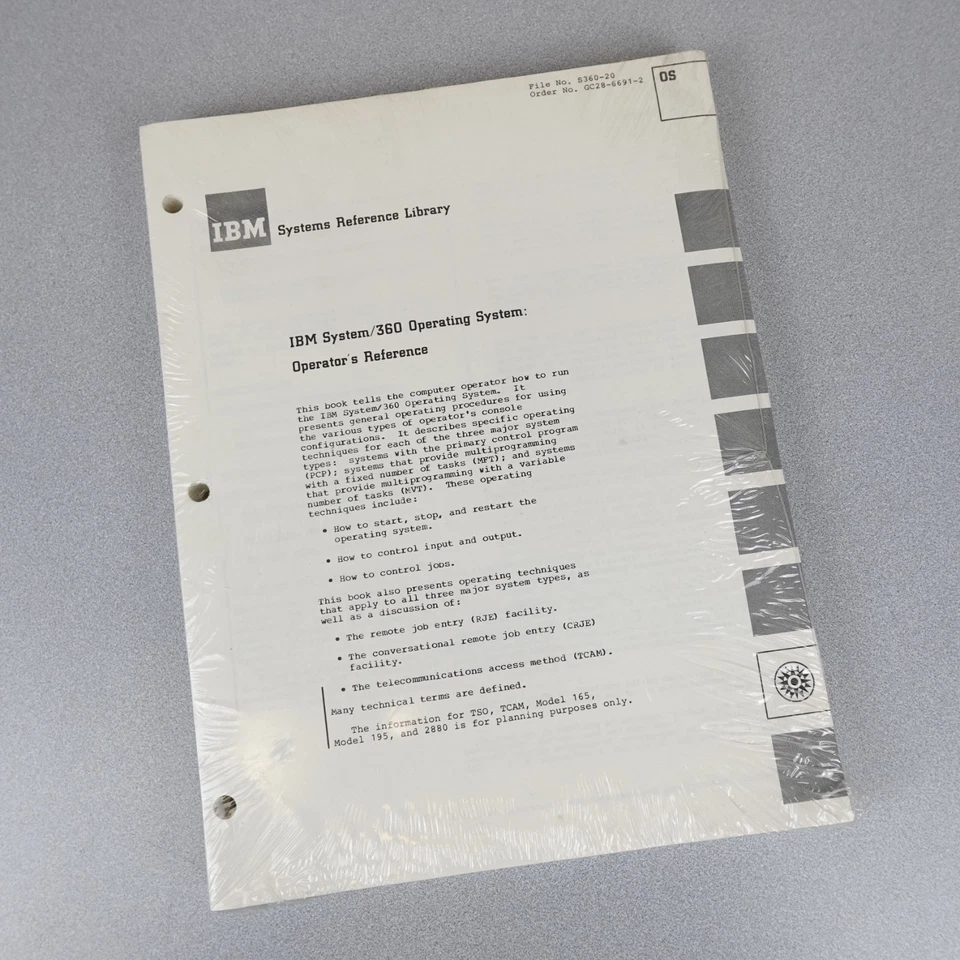 File No. S360-20
Order No. GC28-6691-2
OS
IBM
Systems Reference Library
IBM System/360 Operating System:
Operator's Reference
This book tells the computer operator how to run
the IBM System/360 Operating System. It
presents general operating procedures for using
the various types of operator's console
configurations. It describes specific operating
techniques for each of the three major system
types: systems with the primary control program
(PCP); systems that provide multiprogramming
with a fixed number of tasks (MFT); and systems
that provide multiprogramming with a variable
number of tasks (MVT). These operating
techniques include:
• How to start, stop, and restart the
operating system.
• How to control input and output.
• How to control jobs.
This book also presents operating techniques
that apply to all three major system types, as
well as a discussion of:
• The remote job entry (RJE) facility.
• The conversational remote job entry (CRJE)
facility.
• The telecommunications access method (TCAM).
Many technical terms are defined.
The information for TSO, TCAM, Model 165,
Model 195, and 2880 is for planning purposes only.